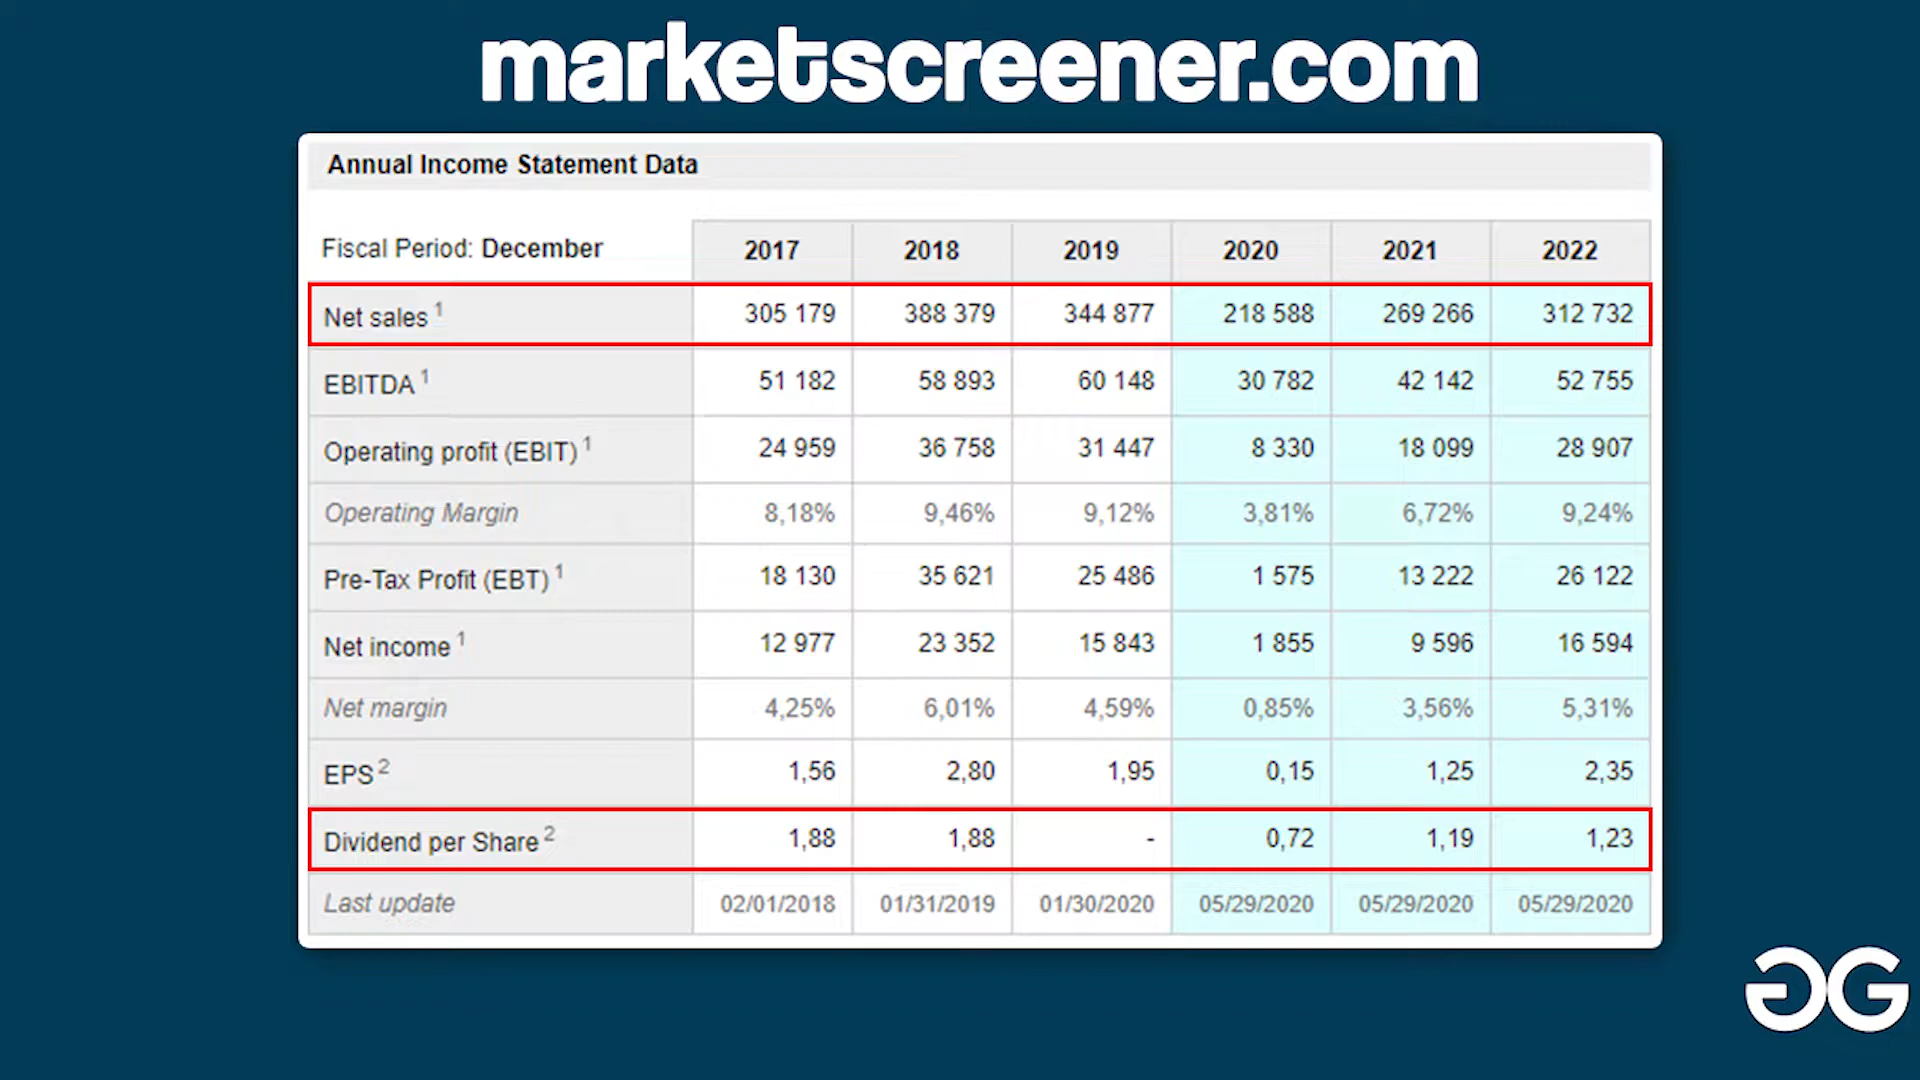 marketscreener.com
Annual Income Statement Data
Fiscal Period: December 2017 2018 2019 2020 2021 2022
Net sales 1 305 179 388 379 344 877 218 588 269 266 312 732
EBITDA 1 51 182 58 893 60 148 30 782 42 142 52 755
Operating profit (EBIT) 1 24 959 36 758 31 447 8 330 18 099 28 907
Operating Margin 8,18% 9,46% 9,12% 3,81% 6,72% 9,24%
Pre-Tax Profit (EBT) 1 18 130 35 621 25 486 1 575 13 222 26 122
Net income 1 12 977 23 352 15 843 1 855 9 596 16 594
Net margin 4,25% 6,01% 4,59% 0,85% 3,56% 5,31%
EPS 2 1,56 2,80 1,95 0,15 1,25 2,35
Dividend per Share 2 1,88 1,88 - 0,72 1,19 1,23
Last update 02/01/2018 01/31/2019 01/30/2020 05/29/2020 05/29/2020 05/29/2020
GG